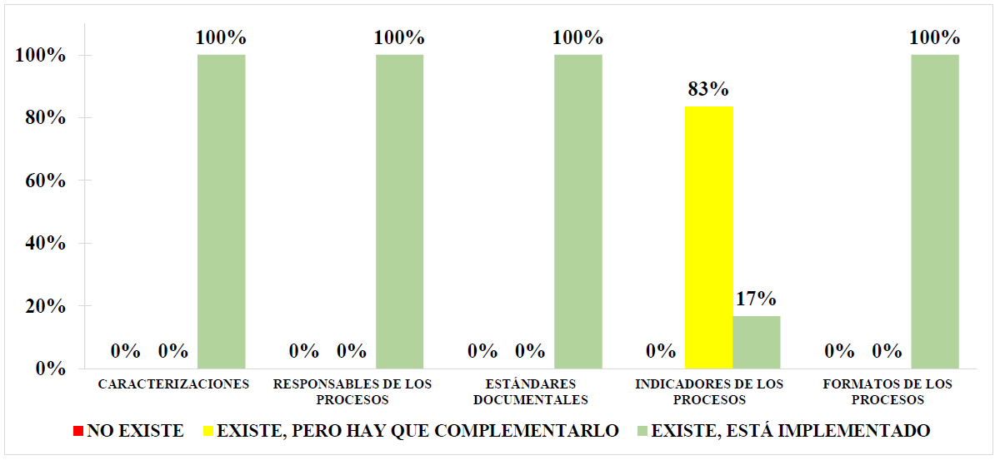 100% 100% 100% 100%
100%
83%
80%
60%
40%
17%
20%
0% 0% 0% 0% 0% 0% 0% 0% 0%
0%
CARACTERIZACIONES
RESPONSABLES DE LOS
PROCESOS
ESTÁNDARES
DOCUMENTALES
INDICADORES DE LOS
PROCESOS
FORMATOS DE LOS
PROCESOS
NO EXISTE EXISTE, PERO HAY QUE COMPLEMENTARLO EXISTE, ESTÁ IMPLEMENTADO